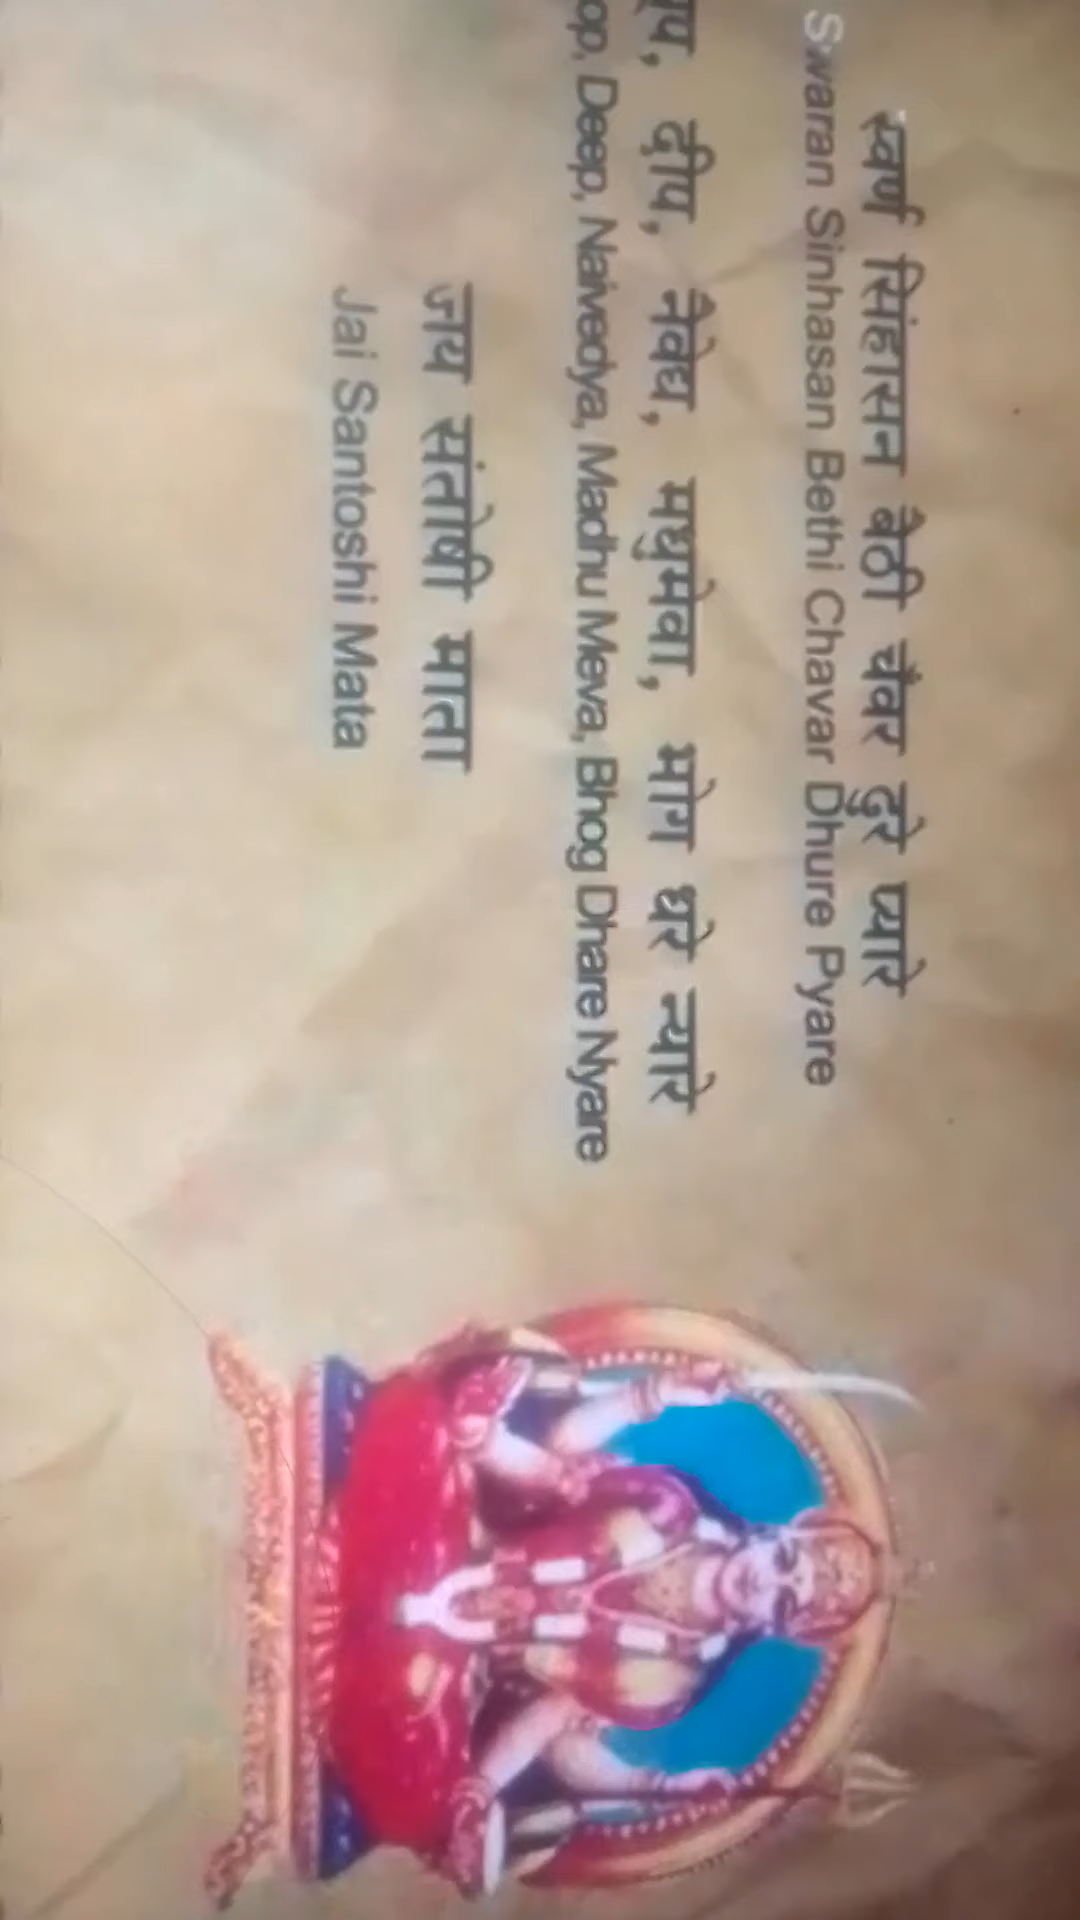 स्वर्ण सिंहासन बैठी चँवर ढुरे प्यारे
Swaran Sinhasan Bethi Chavar Dhure Pyare
दीप, नैवेद्य, मधुमेवा, भोग धरे न्यारे
Deep, Naivedya, Madhu Meva, Bhog Dhare Nyare
जय संतोषी माता
Jai Santoshi Mata